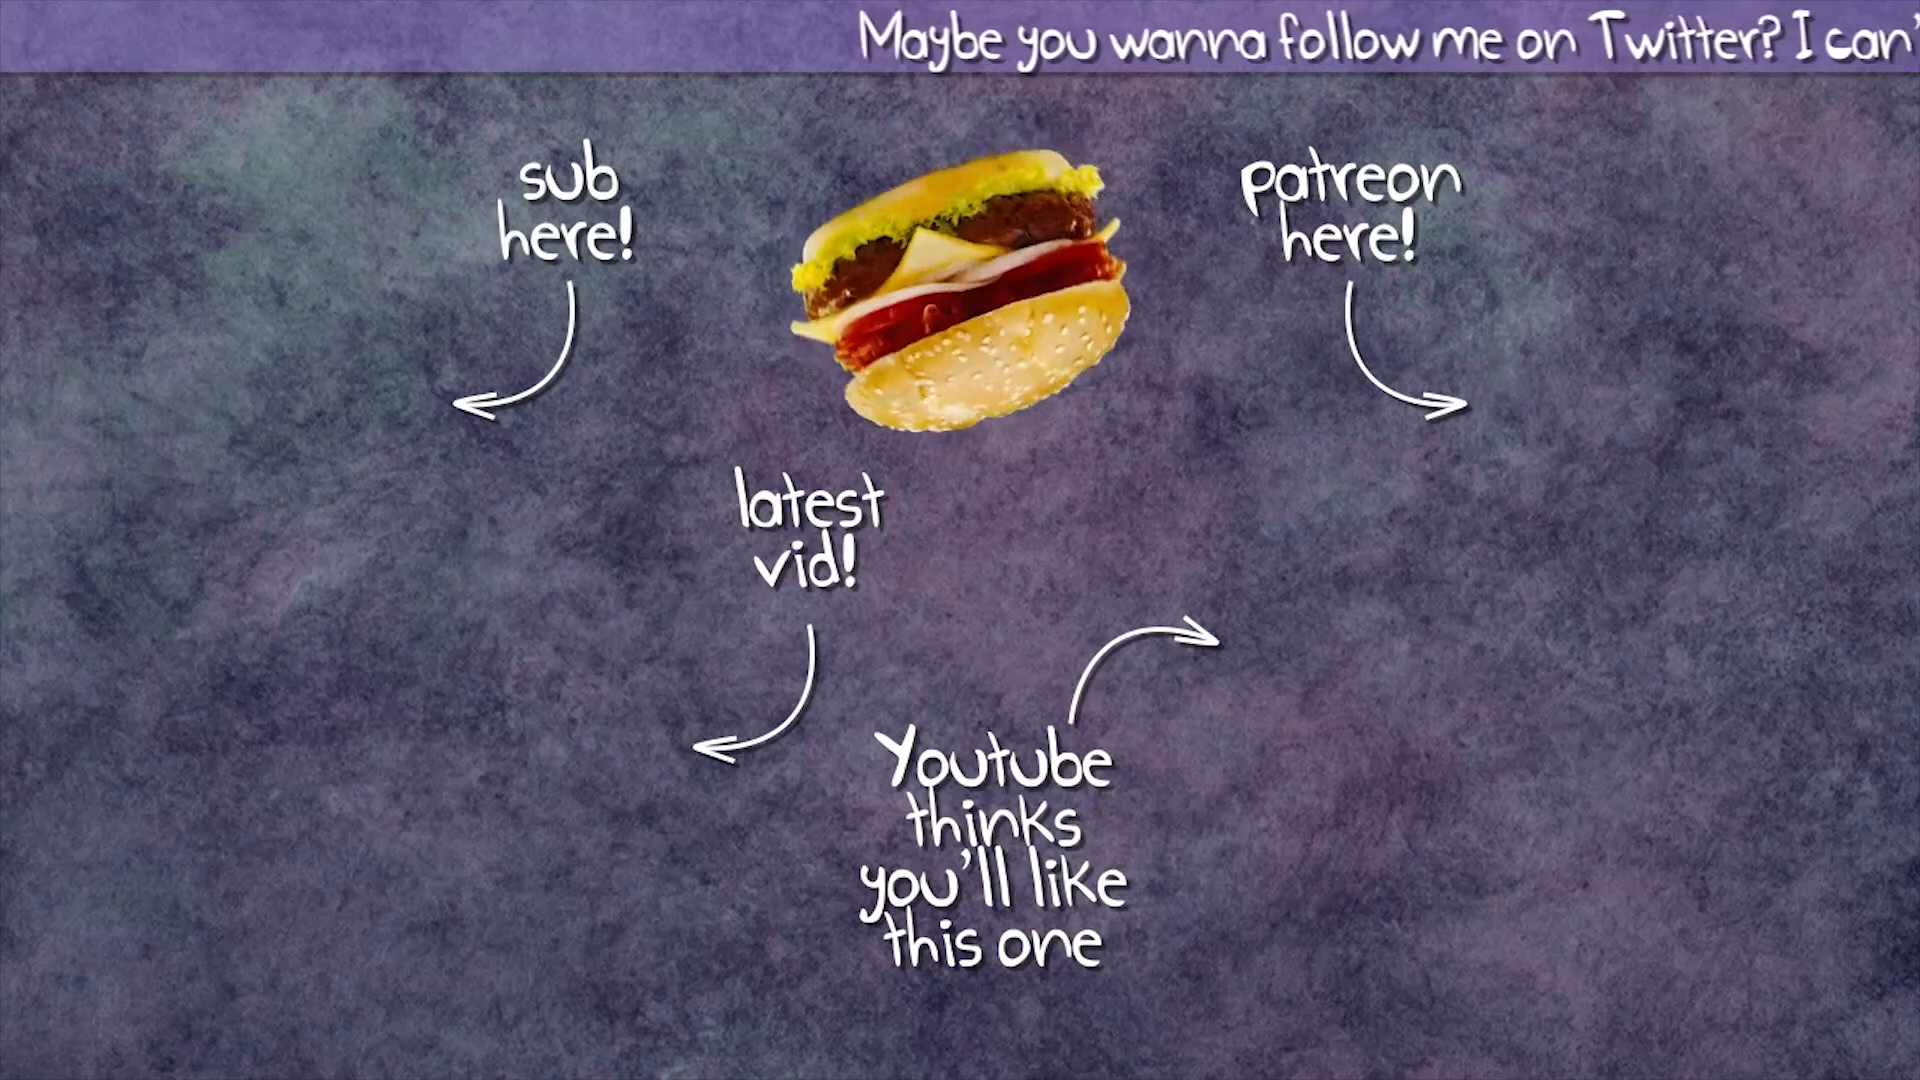 Maybe you wanna follow me on Twitter? I can'
sub
here!
patreon
here!
latest
vid!
Youtube
thinks
you'll like
this one